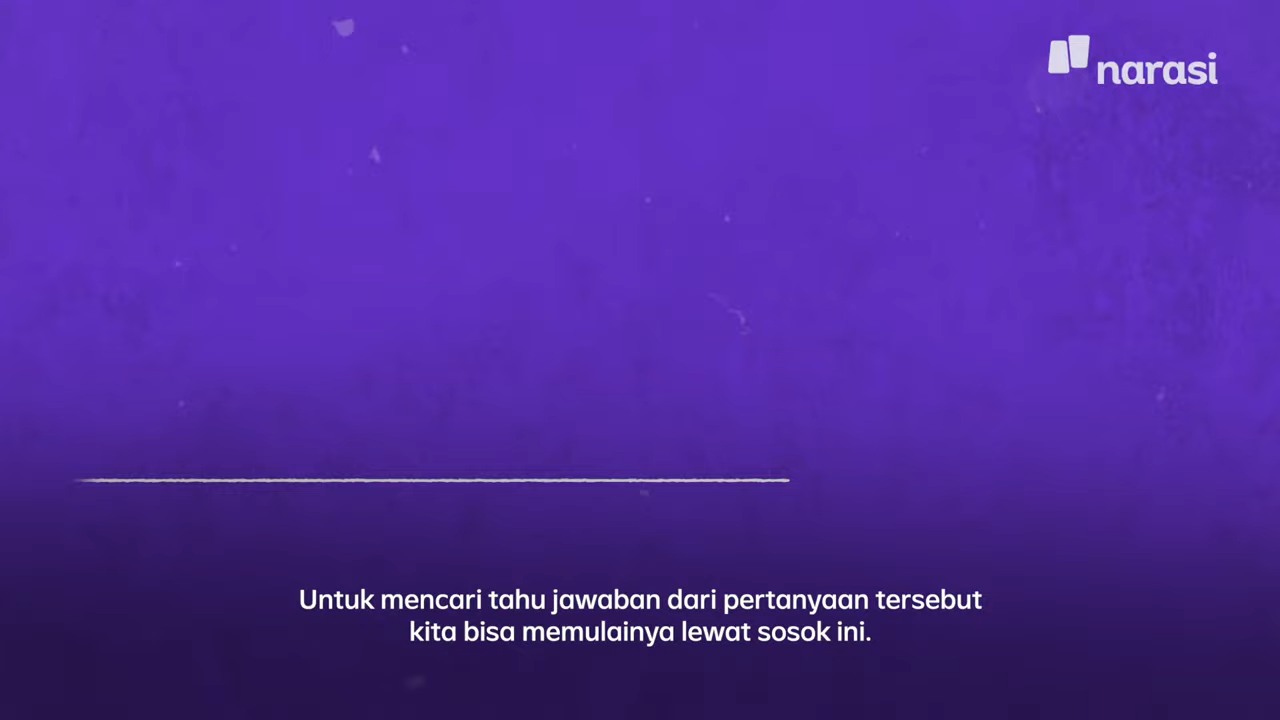 narasi
Untuk mencari tahu jawaban dari pertanyaan tersebut
kita bisa memulainya lewat sosok ini.